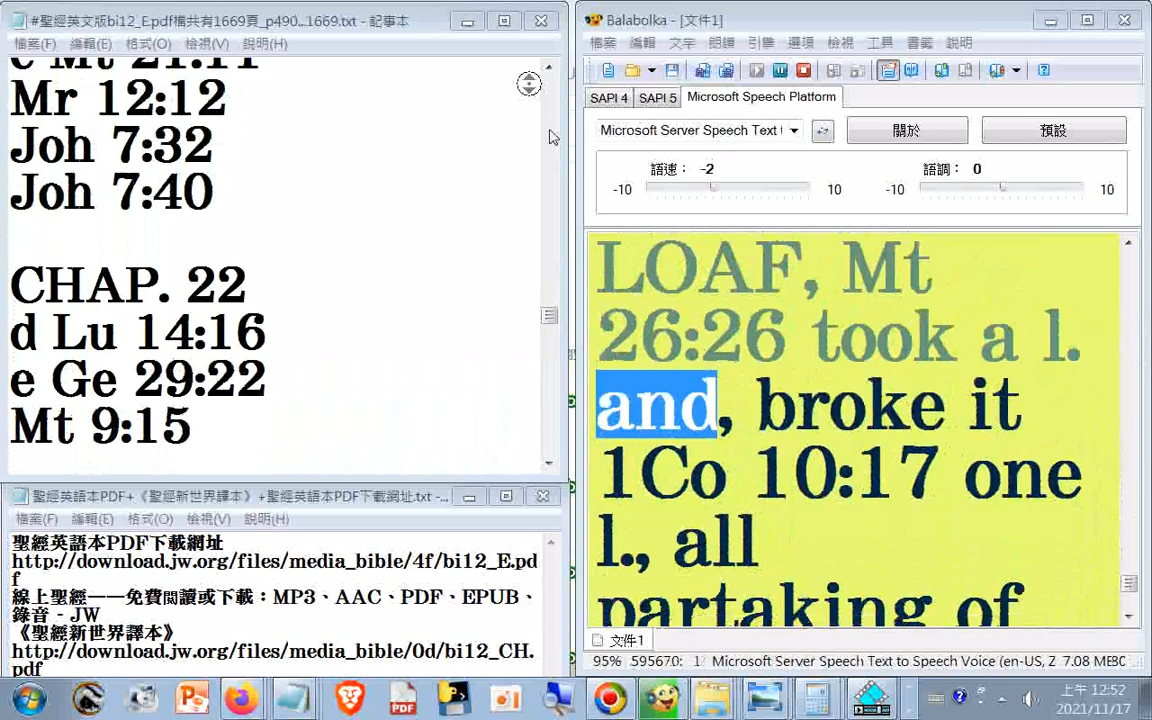 #聖經英文版bi12_E.pdf檔共有1669頁_p490...1669.txt - 記事本
檔案(F) 編輯(E) 格式(O) 檢視(V) 說明(H)
e Mt 21:11
Mr 12:12
Joh 7:32
Joh 7:40
CHAP. 22
d Lu 14:16
e Ge 29:22
Mt 9:15
聖經英語本PDF+《聖經新世界譯本》+聖經英語本PDF下載網址.txt - ...
檔案(F) 編輯(E) 格式(O) 檢視(V) 說明(H)
聖經英語本PDF下載網址
http://download.jw.org/files/media_bible/4f/bi12_E.pd
f
線上聖經——免費閱讀或下載：MP3、AAC、PDF、EPUB、
錄音 - JW
《聖經新世界譯本》
http://download.jw.org/files/media_bible/0d/bi12_CH.
pdf
Balabolka - [文件1]
檔案 編輯 文字 朗讀 引擎 選項 檢視 工具 書籤 說明
SAPI 4 SAPI 5 Microsoft Speech Platform
Microsoft Server Speech Text 關於 預設
語速： -2 語調： 0
-10 10 -10 10
LOAF, Mt
26:26 took a l.
and, broke it
1Co 10:17 one
l., all
partaking of
文件1
95% 595670: 1 Microsoft Server Speech Text to Speech Voice (en-US, Z 7.08 MEBC
PDF
上午 12:52
2021/11/17